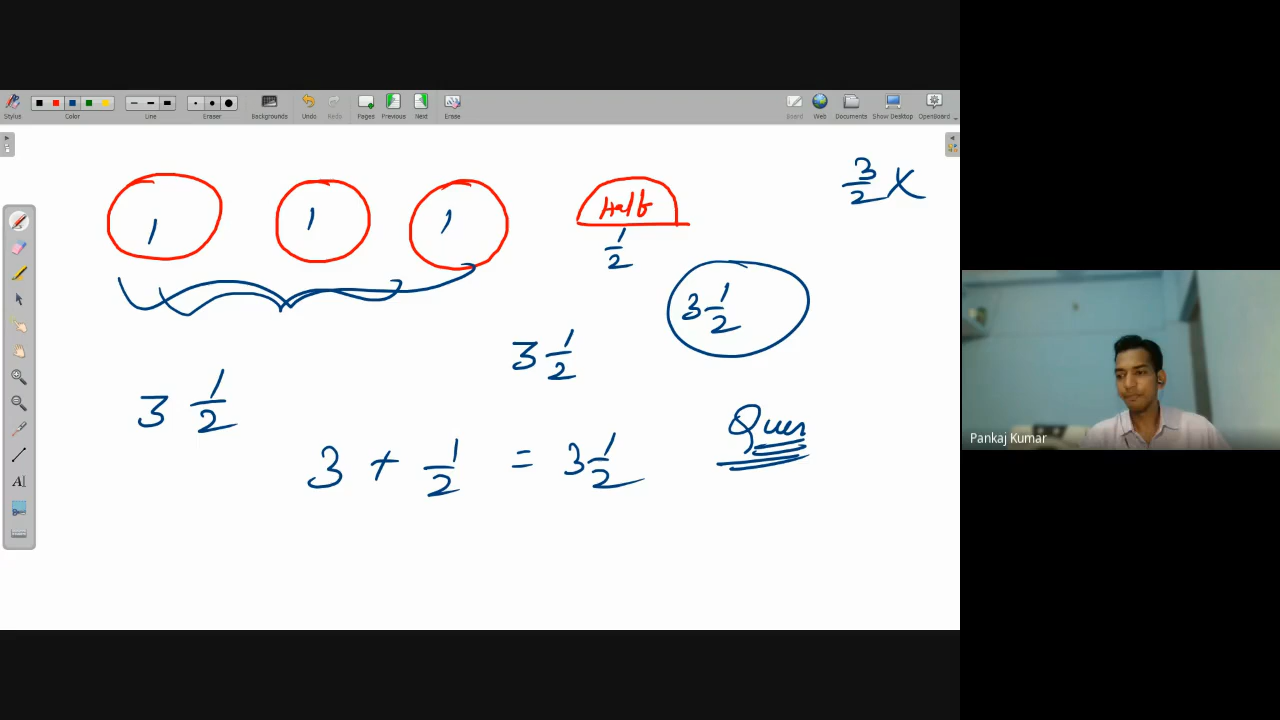 Stylus Color Line Eraser Backgrounds Undo Redo Pages Previous Next Erase Board Web Documents Show Desktop OpenBoard
3/2 X
1 1 1 Half
1/2
3 1/2
3 1/2
3 1/2
Ques
3 + 1/2 = 3 1/2
Pankaj Kumar